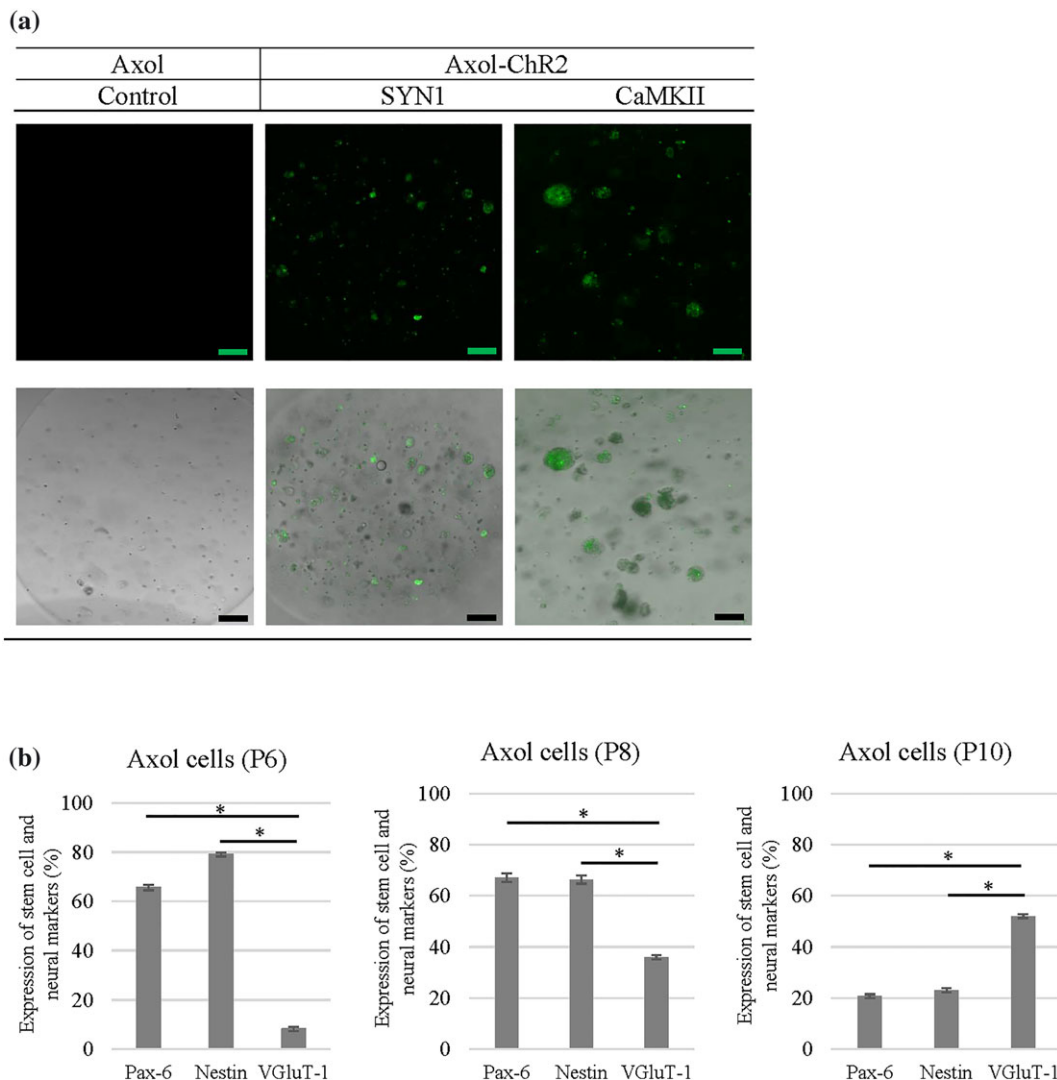 (a)
Axol Axol-ChR2
Control SYN1 CaMKII
(b)
Axol cells (P6)
Expression of stem cell and
neural markers (%)
100
80
60
40
20
0
*
*
Pax-6 Nestin VGluT-1
Axol cells (P8)
Expression of stem cell and
neural markers (%)
100
80
60
40
20
0
*
*
Pax-6 Nestin VGluT-1
Axol cells (P10)
Expression of stem cell and
neural markers (%)
100
80
60
40
20
0
*
*
Pax-6 Nestin VGluT-1